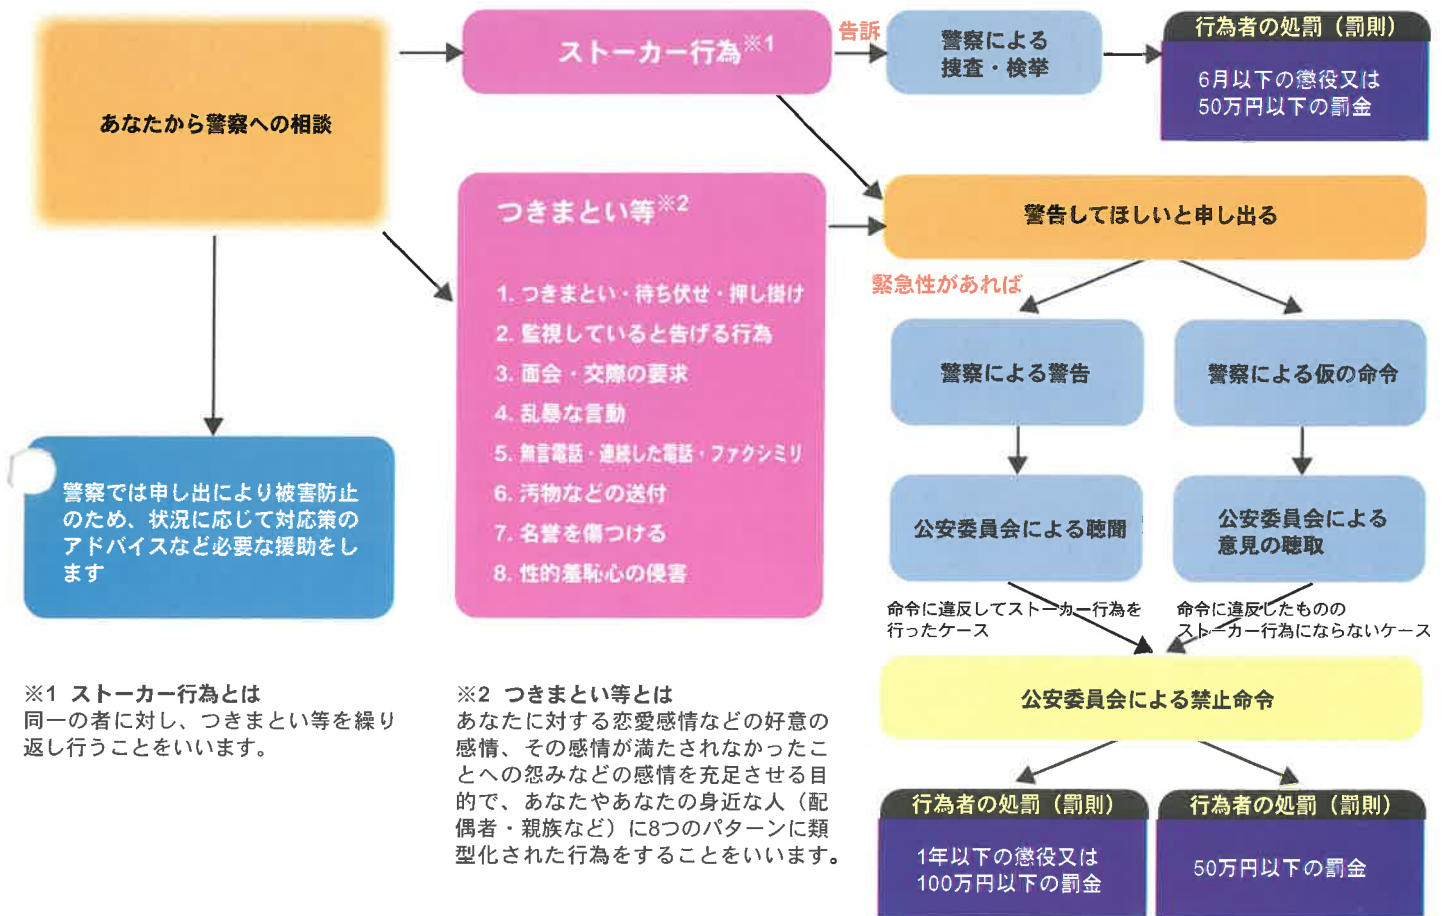 あなたから警察への相談
ストーカー行為※1
告訴
警察による
捜査・検挙
行為者の処罰（罰則）
6月以下の懲役又は
50万円以下の罰金
つきまとい等※2
1. つきまとい・待ち伏せ・押し掛け
2. 監視していると告げる行為
3. 面会・交際の要求
4. 乱暴な言動
5. 無言電話・連続した電話・ファクシミリ
6. 汚物などの送付
7. 名誉を傷つける
8. 性的羞恥心の侵害
警告してほしいと申し出る
緊急性があれば
警察による警告
警察による仮の命令
公安委員会による聴聞
公安委員会による
意見の聴取
命令に違反してストーカー行為を
行ったケース
命令に違反したものの
ストーカー行為にならないケース
公安委員会による禁止命令
行為者の処罰（罰則）
1年以下の懲役又は
100万円以下の罰金
行為者の処罰（罰則）
50万円以下の罰金
警察では申し出により被害防止
のため、状況に応じて対応策の
アドバイスなど必要な援助をし
ます
※1 ストーカー行為とは
同一の者に対し、つきまとい等を繰り
返し行うことをいいます。
※2 つきまとい等とは
あなたに対する恋愛感情などの好意の
感情、その感情が満たされなかったこ
とへの怨みなどの感情を充足させる目
的で、あなたやあなたの身近な人（配
偶者・親族など）に8つのパターンに類
型化された行為をすることをいいます。